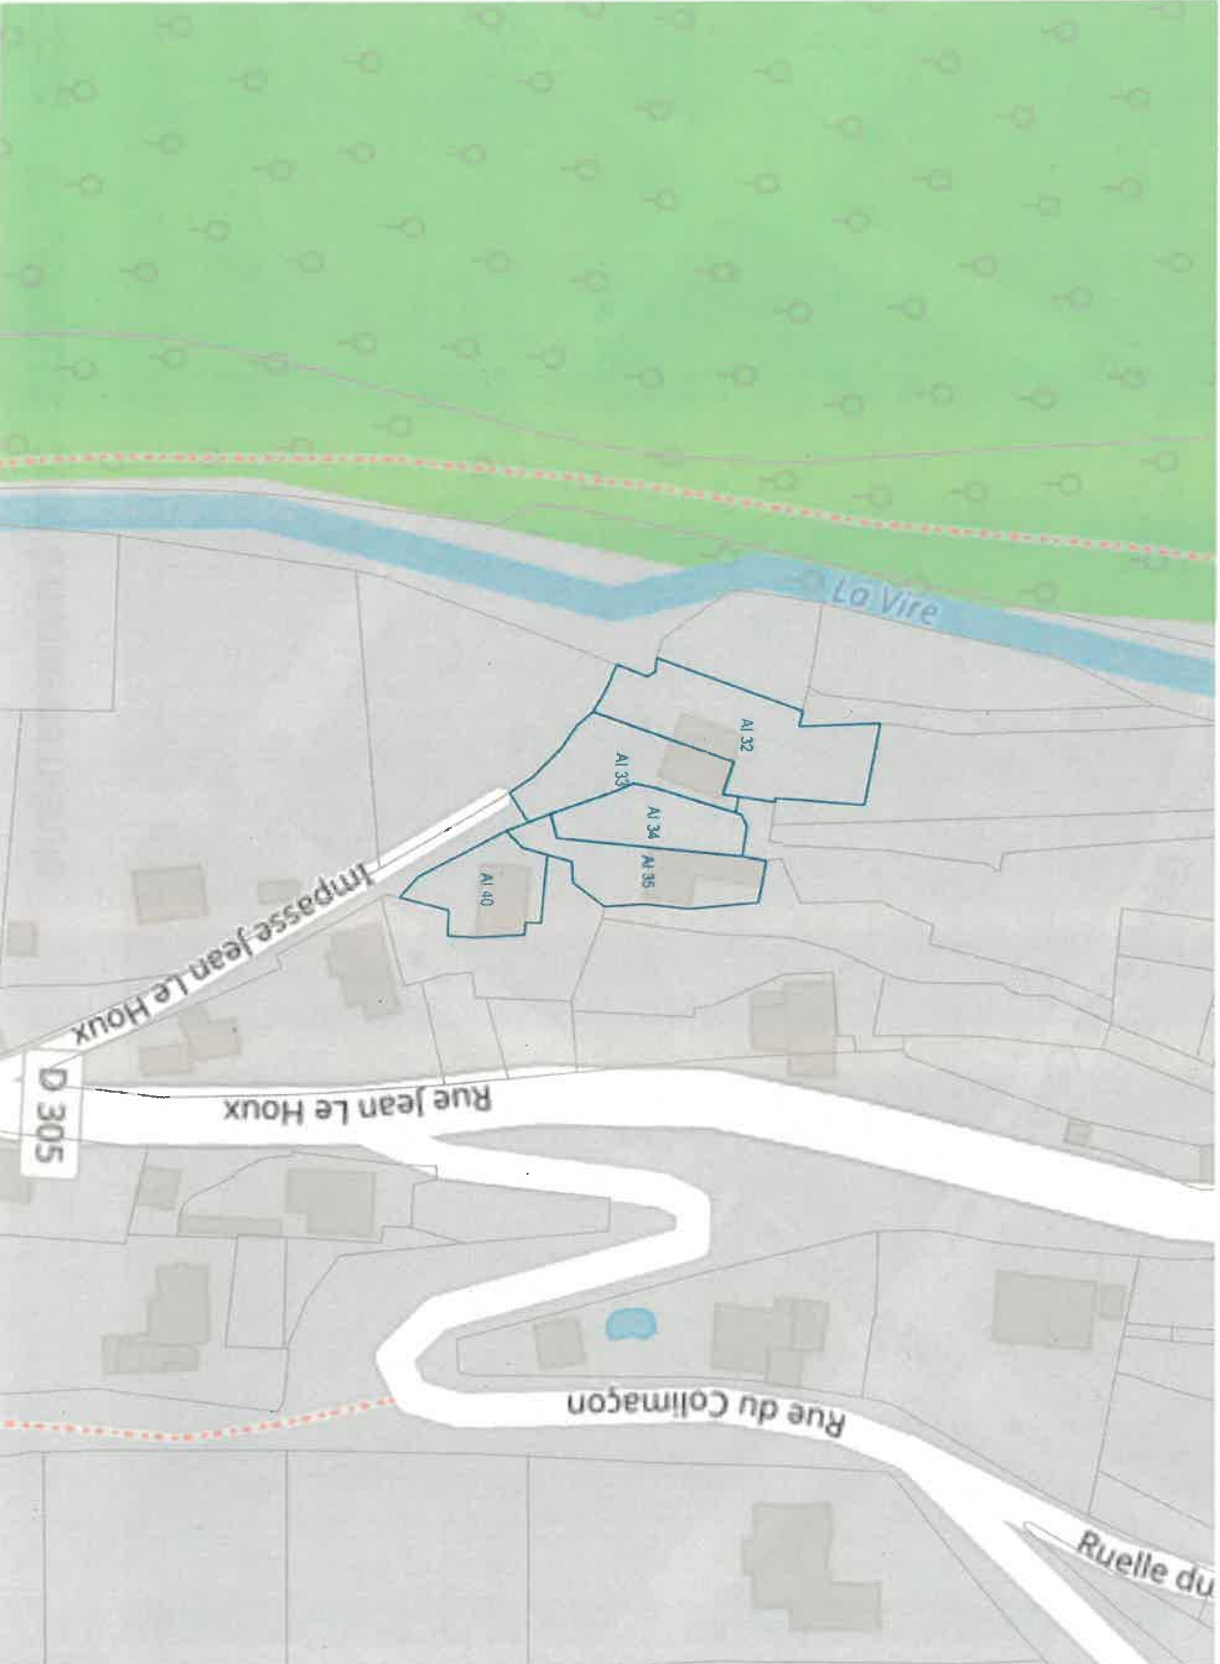 La Vire
AI 32
AI 33
AI 34
AI 35
AI 40
Impasse Jean Le Houx
D 305
Rue Jean Le Houx
Rue du Colimaçon
Ruelle du